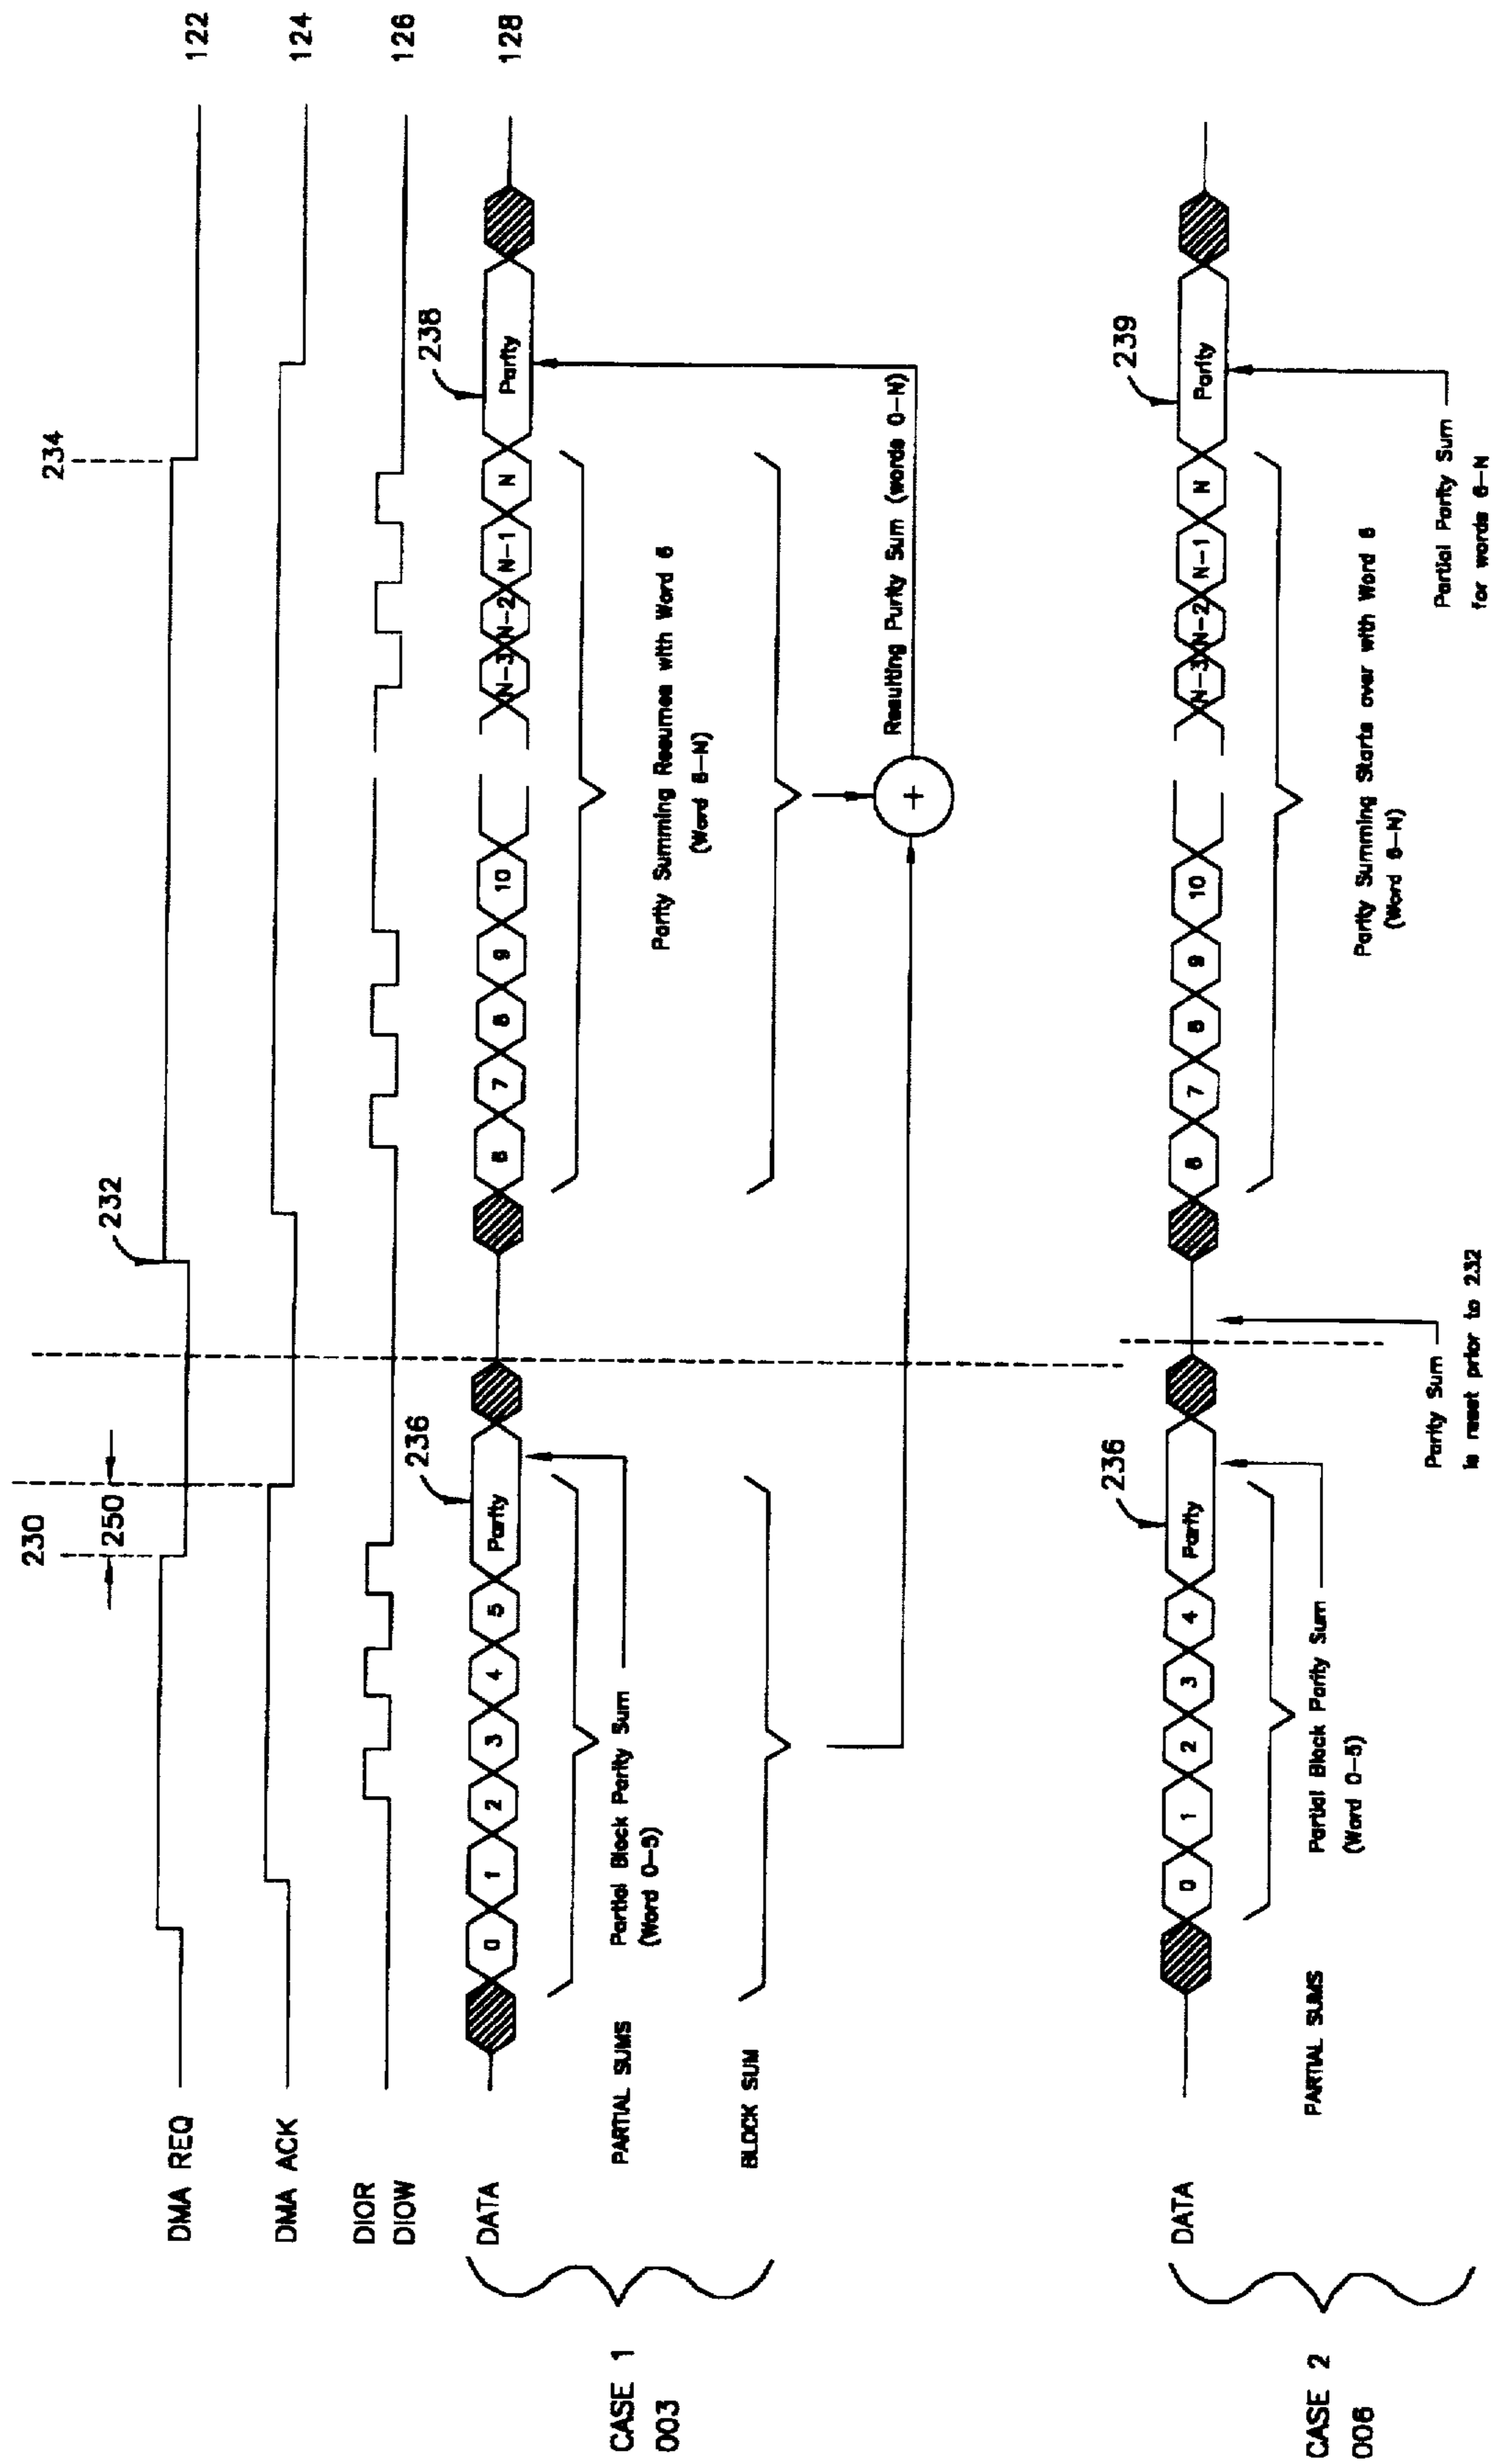 230
250
232
234
DMA REQ
122
DMA ACK
124
DIOR
DIOW
126
DATA
0
1
2
3
4
5
Parity
236
6
7
8
9
10
N-3
N-2
N-1
N
Parity
238
128
CASE 1
003
PARTIAL SUMS
Partial Block Parity Sum
(Word 0-5)
Parity Summing Resumes with Word 6
(Word 6-N)
BLOCK SUM
+
Resulting Purity Sum (words 0-N)
DATA
0
1
2
3
4
Parity
236
6
7
8
9
10
N-3
N-2
N-1
N
Parity
239
CASE 2
006
PARTIAL SUMS
Partial Block Parity Sum
(Word 0-5)
Parity Sum
is reset prior to 232
Parity Summing Starts over with Word 6
(Word 6-N)
Partial Parity Sum
for words 6-N